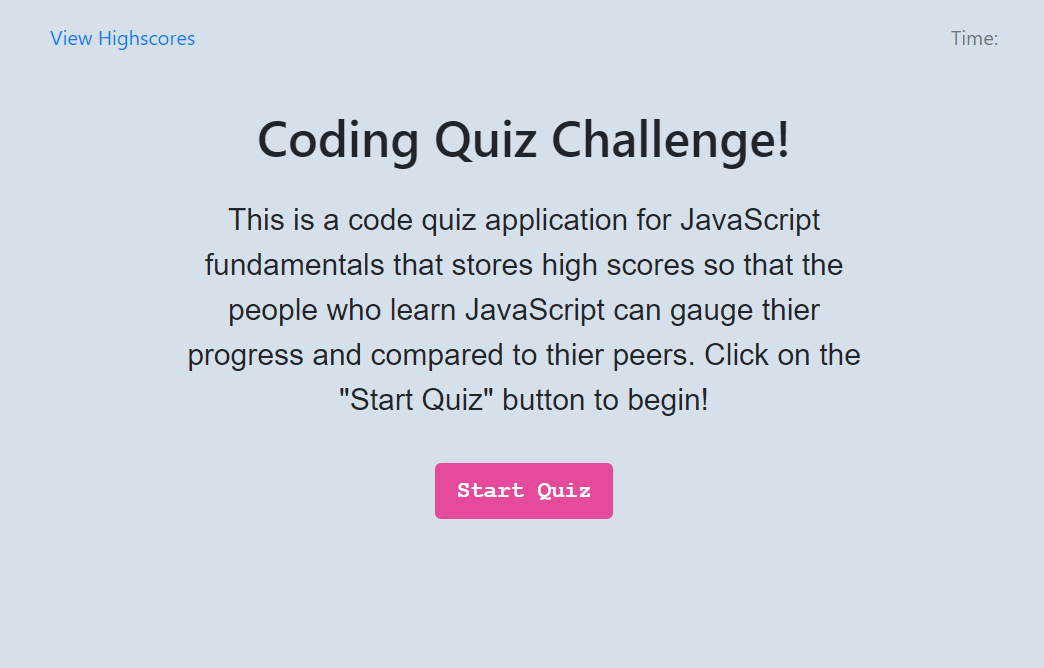 View Highscores
Time:
Coding Quiz Challenge!
This is a code quiz application for JavaScript
fundamentals that stores high scores so that the
people who learn JavaScript can gauge thier
progress and compared to thier peers. Click on the
"Start Quiz" button to begin!
Start Quiz